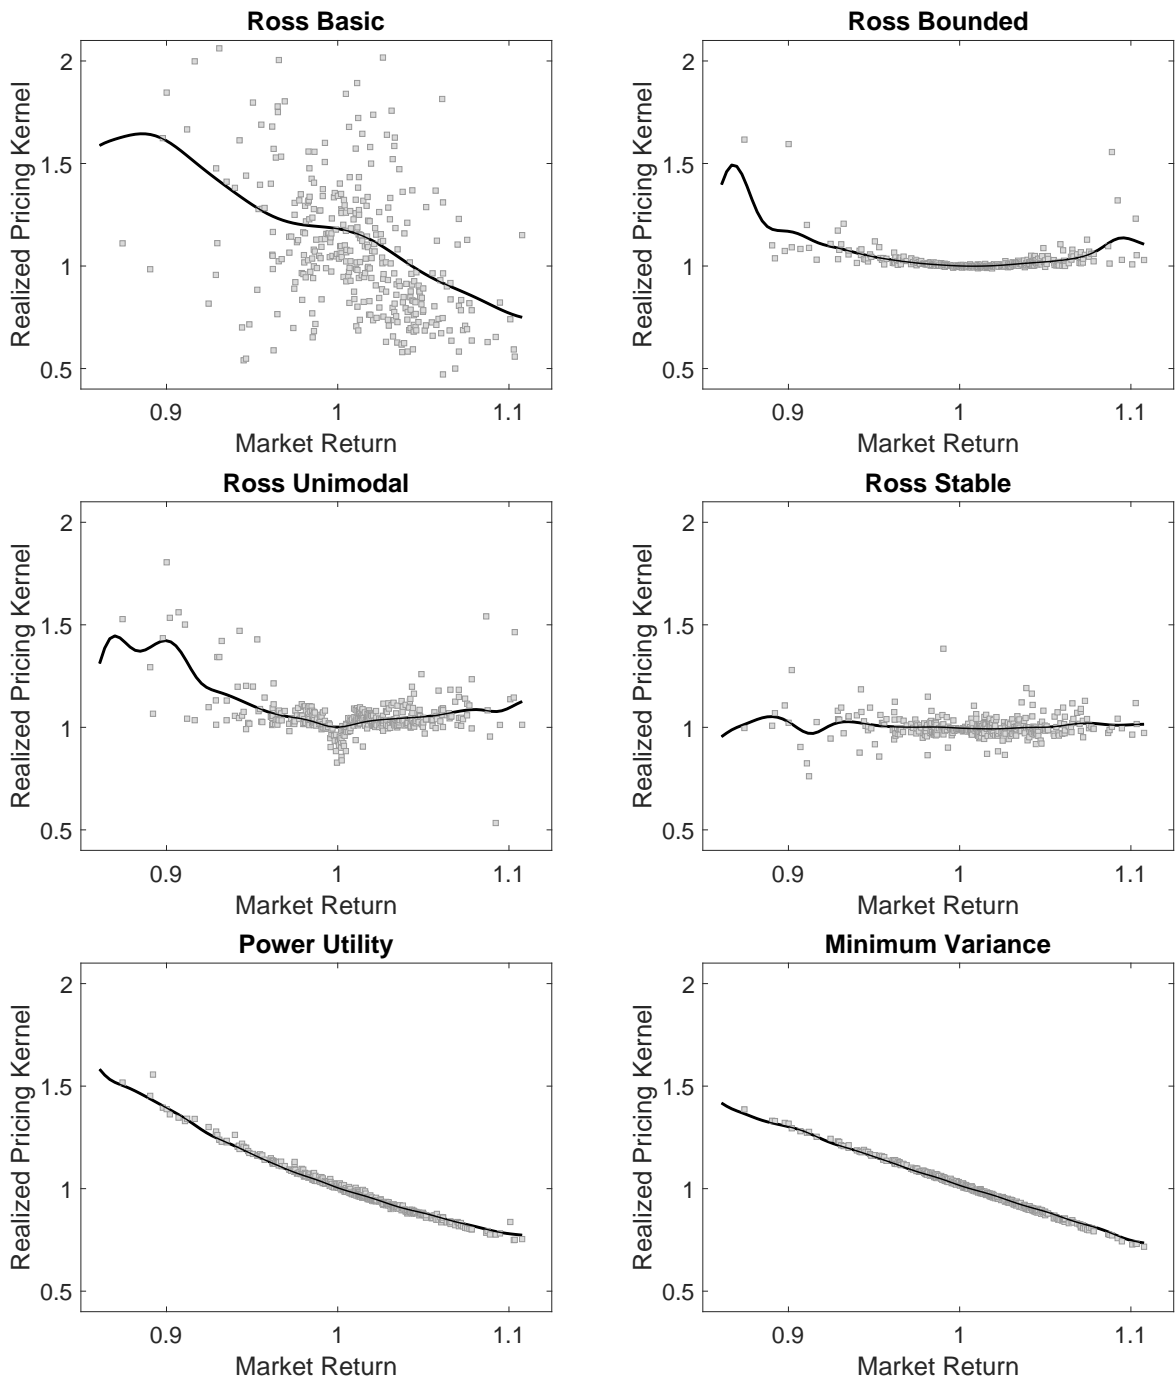 Ross Basic
Realized Pricing Kernel
2
1.5
1
0.5
0.9
1
1.1
Market Return
Ross Bounded
Realized Pricing Kernel
2
1.5
1
0.5
0.9
1
1.1
Market Return
Ross Unimodal
Realized Pricing Kernel
2
1.5
1
0.5
0.9
1
1.1
Market Return
Ross Stable
Realized Pricing Kernel
2
1.5
1
0.5
0.9
1
1.1
Market Return
Power Utility
Realized Pricing Kernel
2
1.5
1
0.5
0.9
1
1.1
Market Return
Minimum Variance
Realized Pricing Kernel
2
1.5
1
0.5
0.9
1
1.1
Market Return